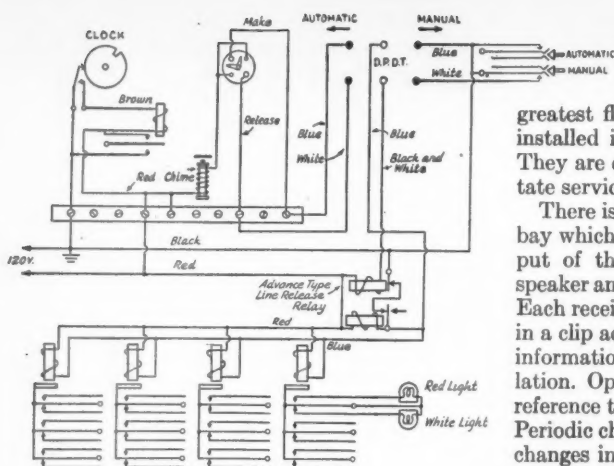 AUTOMATIC
MANUAL
Make
CLOCK
D.P.D.T.
Blue
White
AUTOMATIC
MANUAL
Brown
Release
Blue
White
Blue
Black and
White
Red
Chime
Black
120V.
Red
Advance Type
Line Release
Relay
Red
Blue
Red Light
White Light
greatest fl
installed i
They are
tate servic
There is
bay which
put of th
speaker an
Each recei
in a clip a
informatio
lation. Op
reference t
Periodic ch
changes in